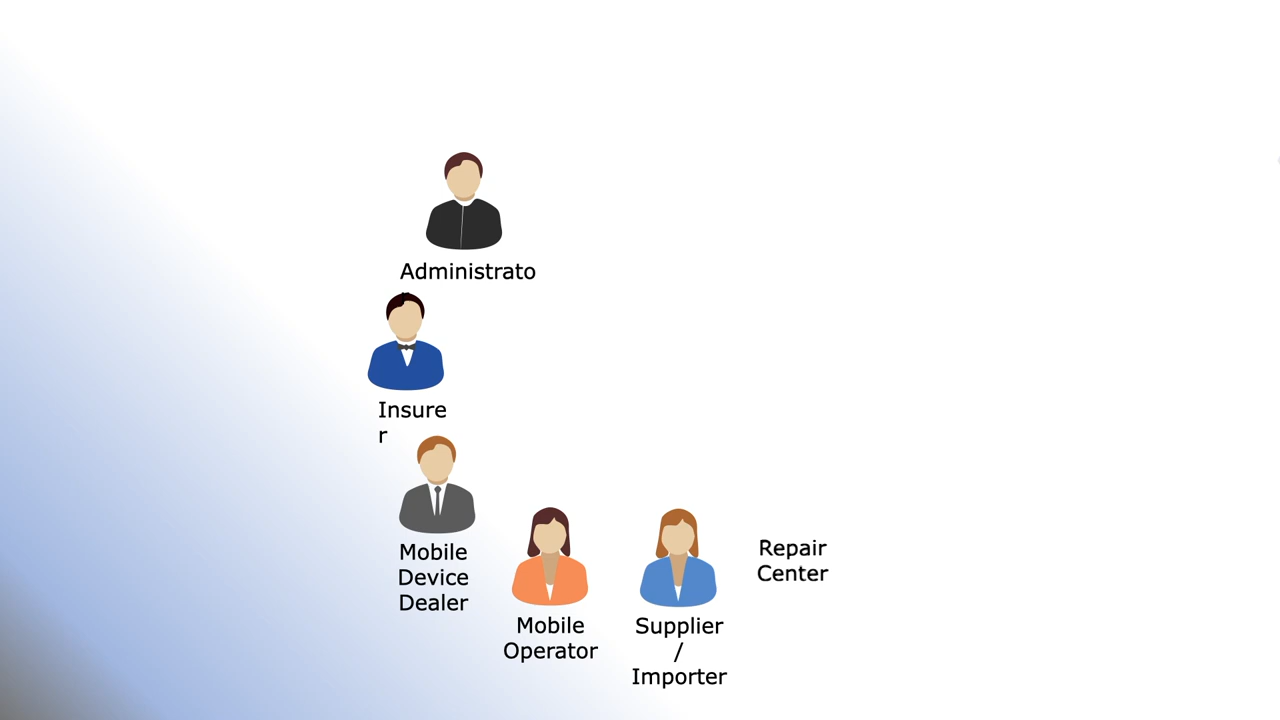 Administrato
Insure
r
Mobile
Device
Dealer
Mobile
Operator
Supplier
/
Importer
Repair
Center